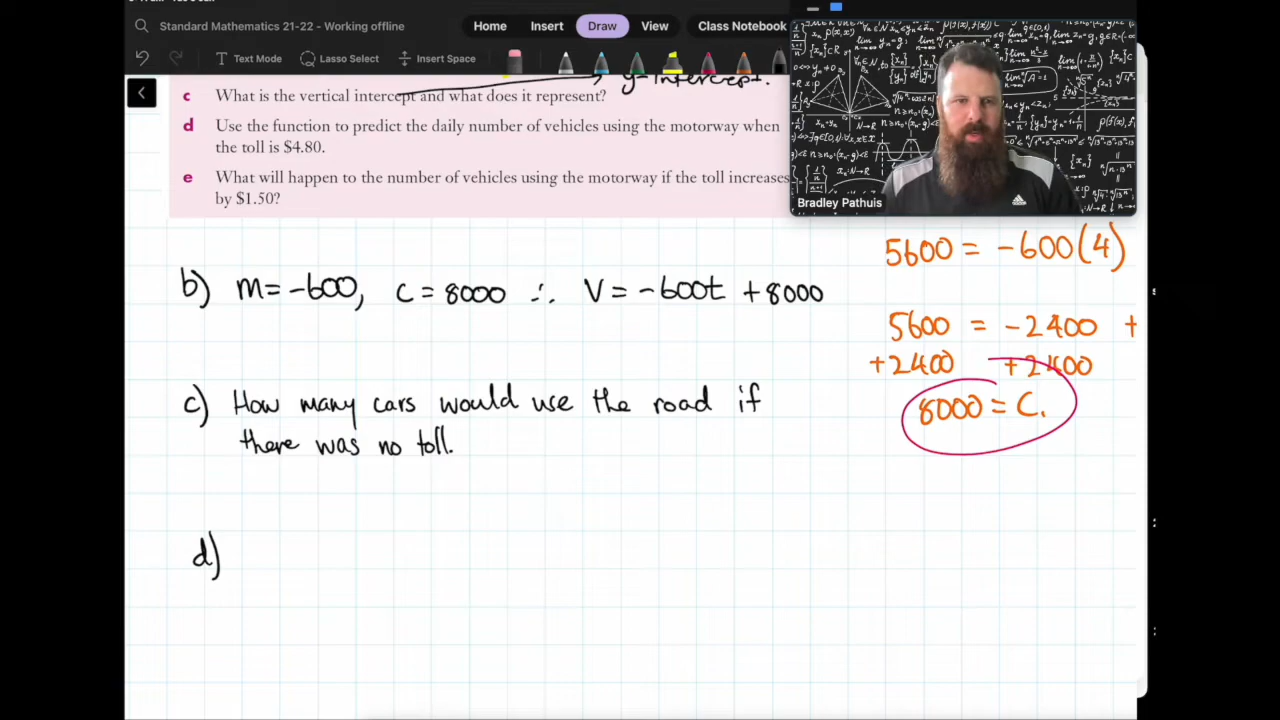 Standard Mathematics 21-22 - Working offline
Home Insert Draw View Class Notebook
Text Mode Lasso Select Insert Space
y-intercept.
c What is the vertical intercept and what does it represent?
d Use the function to predict the daily number of vehicles using the motorway when
the toll is $4.80.
e What will happen to the number of vehicles using the motorway if the toll increases
by $1.50?
Bradley Pathuis
b) m=-600, c=8000 ∴ V=-600t +8000
c) How many cars would use the road if
there was no toll.
d)
5600 = -600(4)
5600 = -2400 +
+2400 +2400
8000 = C.